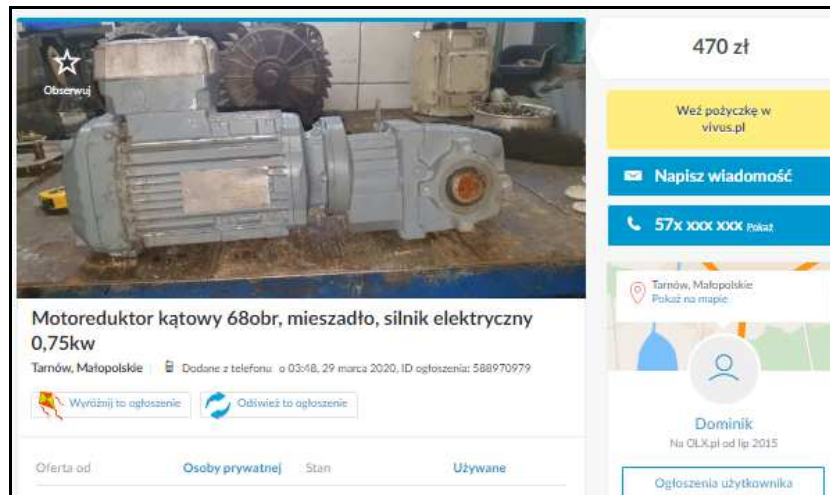 Obserwuj
Motoreduktor kątowy 68obr, mieszadło, silnik elektryczny
0,75kw
Tarnów, Małopolskie
Dodane z telefonu o 03:48, 29 marca 2020, ID ogłoszenia: 588970979
Wyróżnij to ogłoszenie
Odśwież to ogłoszenie
Oferta od Osoby prywatnej Stan Używane
470 zł
Weź pożyczkę w
vivus.pl
Napisz wiadomość
57x xxx xxx Pokaż
Tarnów, Małopolskie
Pokaż na mapie
Dominik
Na OLX.pl od lip 2015
Ogłoszenia użytkownika